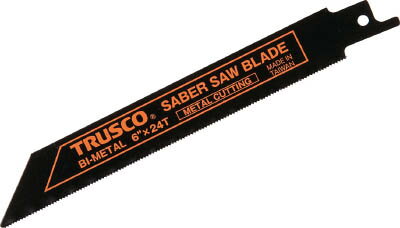 TRUSCO® SABER SAW BLADE
BI-METAL 6"×24T METAL CUTTING
MADE IN
TAIWAN